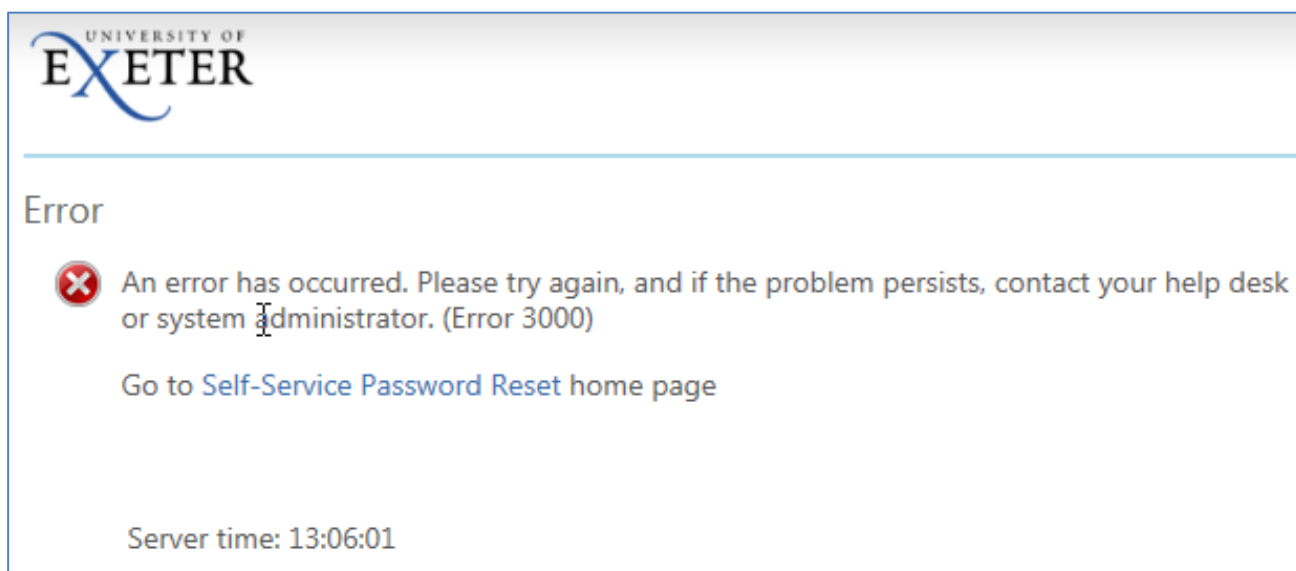 UNIVERSITY OF
EXETER
Error
An error has occurred. Please try again, and if the problem persists, contact your help desk
or system administrator. (Error 3000)
Go to Self-Service Password Reset home page
Server time: 13:06:01